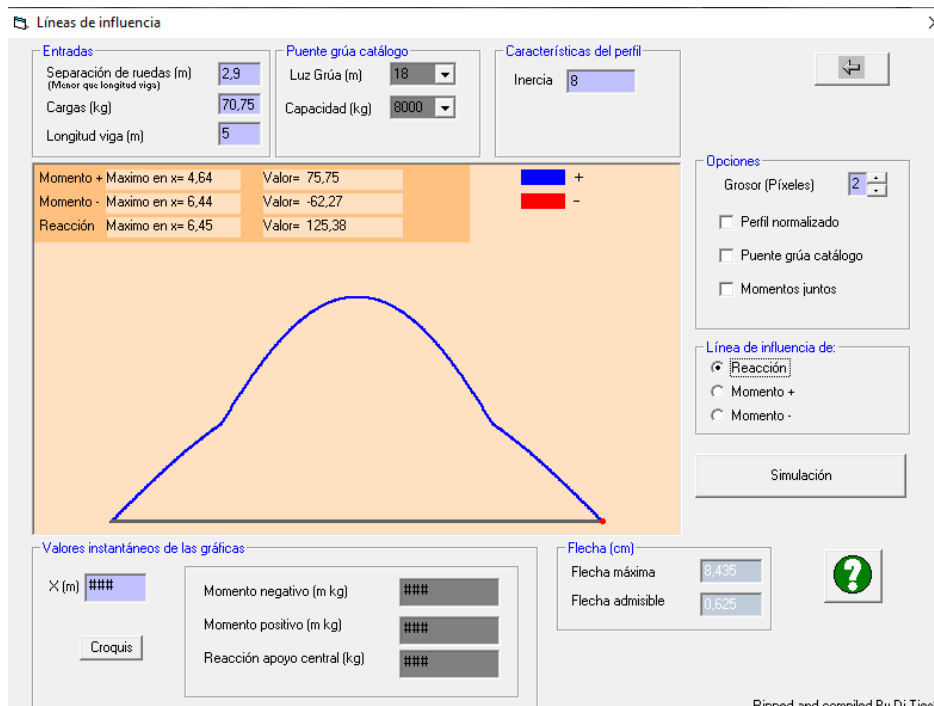 Líneas de influencia
Entradas
Separación de ruedas (m)
(Menor que longitud viga)
2,9
Cargas (kg)
70,75
Longitud viga (m)
5
Puente grúa catálogo
Luz Grúa (m)
18
Capacidad (kg)
8000
Características del perfil
Inercia
8
Momento + Maximo en x= 4,64 Valor= 75,75
Momento - Maximo en x= 6,44 Valor= -62,27
Reacción Maximo en x= 6,45 Valor= 125,38
+
-
Opciones
Grosor (Píxeles)
2
Perfil normalizado
Puente grúa catálogo
Momentos juntos
Línea de influencia de:
Reacción
Momento +
Momento -
Simulación
Valores instantáneos de las gráficas
X (m) ###
Croquis
Momento negativo (m kg) ###
Momento positivo (m kg) ###
Reacción apoyo central (kg) ###
Flecha (cm)
Flecha máxima 8,435
Flecha admisible 0,625
?